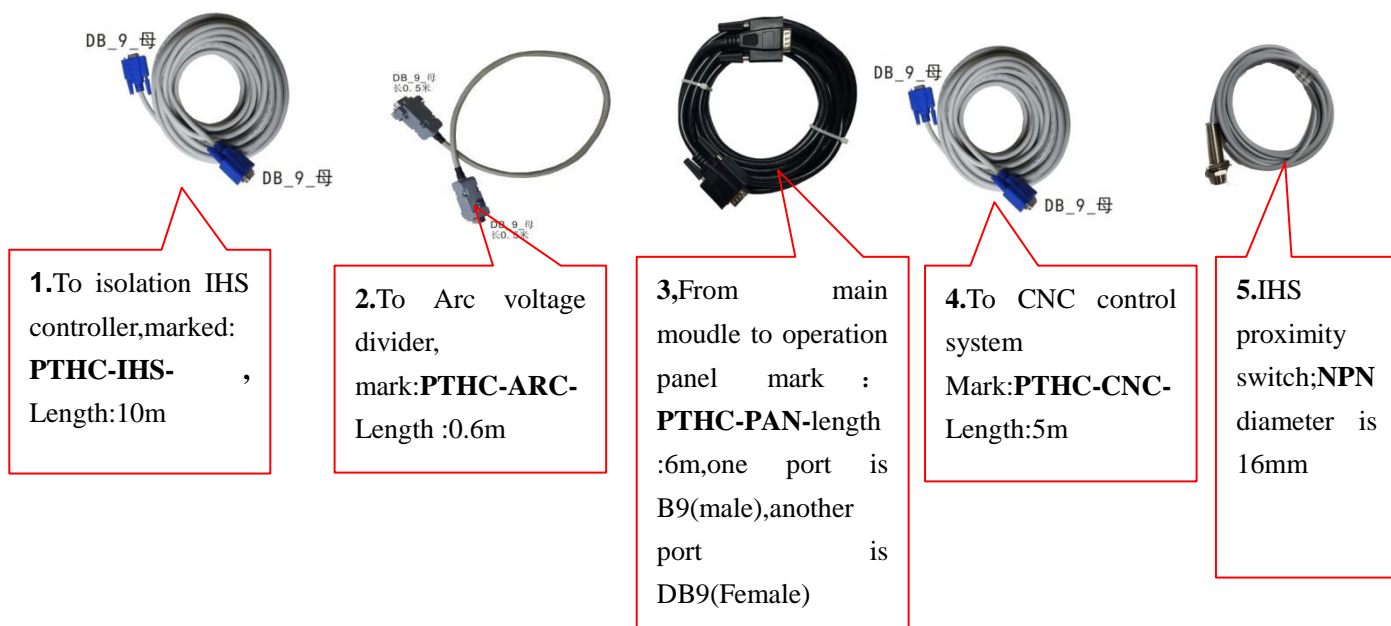 DB_9_母
DB_9_母
DB_9_母
长0.5米
DB_9_母
长0.5米
DB_9_母
DB_9_母
1.To isolation IHS
controller,marked:
PTHC-IHS- ,
Length:10m
2.To Arc voltage
divider,
mark:PTHC-ARC-
Length :0.6m
3,From main
moudle to operation
panel mark ：
PTHC-PAN-length
:6m,one port is
B9(male),another
port is
DB9(Female)
4.To CNC control
system
Mark:PTHC-CNC-
Length:5m
5.IHS
proximity
switch;NPN
diameter is
16mm